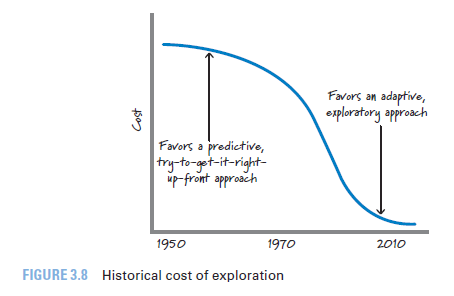 Cost
Favors a predictive,
try-to-get-it-right-
up-front approach
Favors an adaptive,
exploratory approach
1950 1970 2010
FIGURE 3.8 Historical cost of exploration